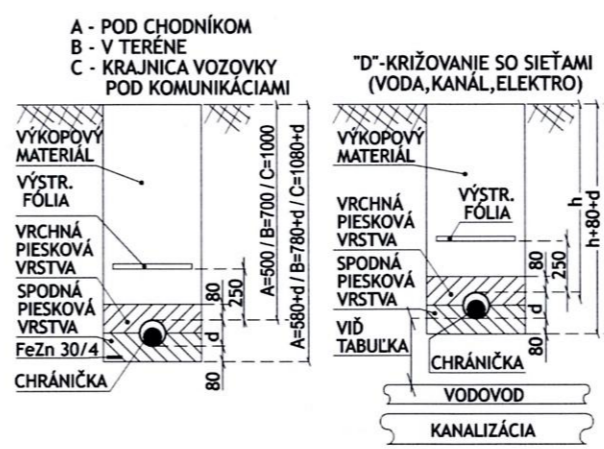 A - POD CHODNÍKOM
B - V TERÉNE
C - KRAJNICA VOZOVKY
POD KOMUNIKÁCIAMI
VÝKOPOVÝ
MATERIÁL
VÝSTR.
FÓLIA
VRCHNÁ
PIESKOVÁ
VRSTVA
SPODNÁ
PIESKOVÁ
VRSTVA
FeZn 30/4
CHRÁNIČKA
80
250
d
80
A=500 / B=700 / C=1000
A=580+d / B=780+d / C=1080+d
"D"-KRIŽOVANIE SO SIEŤAMI
(VODA,KANÁL,ELEKTRO)
VÝKOPOVÝ
MATERIÁL
VÝSTR.
FÓLIA
VRCHNÁ
PIESKOVÁ
VRSTVA
SPODNÁ
PIESKOVÁ
VRSTVA
VIĎ
TABUĽKA
CHRÁNIČKA
80
250
d
80
h
h+80+d
VODOVOD
KANALIZÁCIA